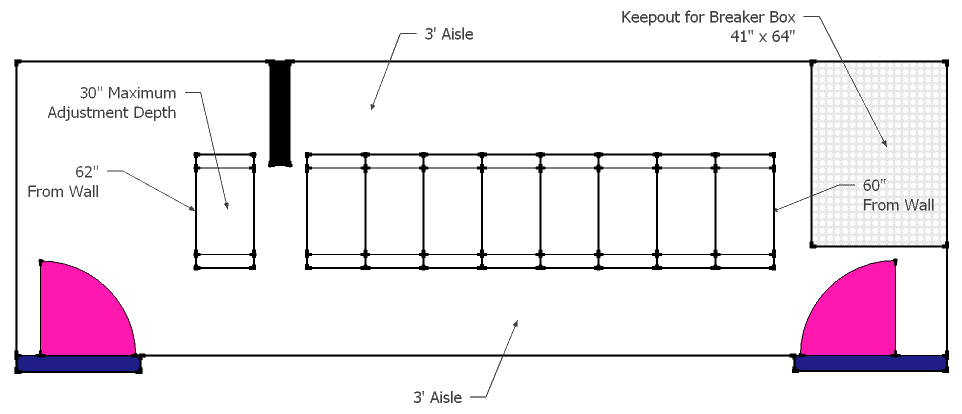 Keepout for Breaker Box
41" x 64"
3' Aisle
30" Maximum
Adjustment Depth
62"
From Wall
60"
From Wall
3' Aisle